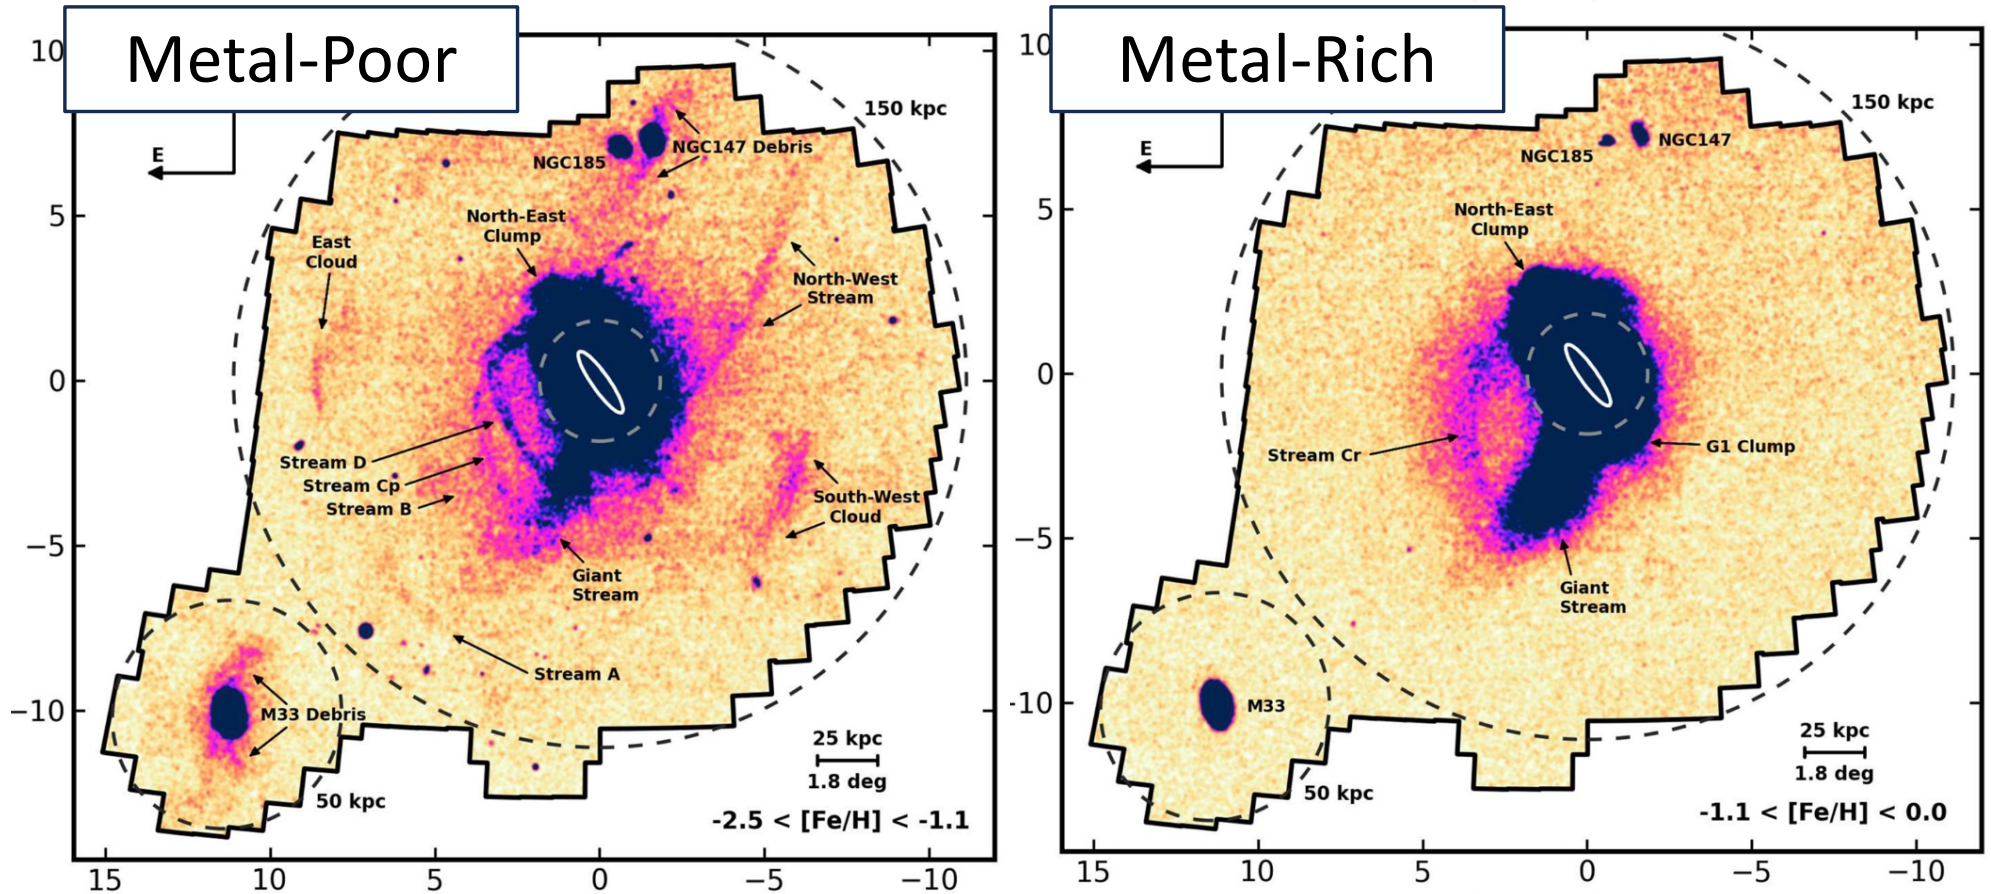 Metal-Poor
10
5
0
−5
−10
15
10
5
0
−5
−10
E
150 kpc
NGC185
NGC147 Debris
North-East
Clump
East
Cloud
North-West
Stream
Stream D
Stream Cp
Stream B
South-West
Cloud
Giant
Stream
Stream A
M33 Debris
50 kpc
25 kpc
1.8 deg
-2.5 < [Fe/H] < -1.1
Metal-Rich
10
5
0
−5
-10
15
10
5
0
−5
−10
E
150 kpc
NGC185
NGC147
North-East
Clump
Stream Cr
G1 Clump
Giant
Stream
M33
50 kpc
25 kpc
1.8 deg
-1.1 < [Fe/H] < 0.0